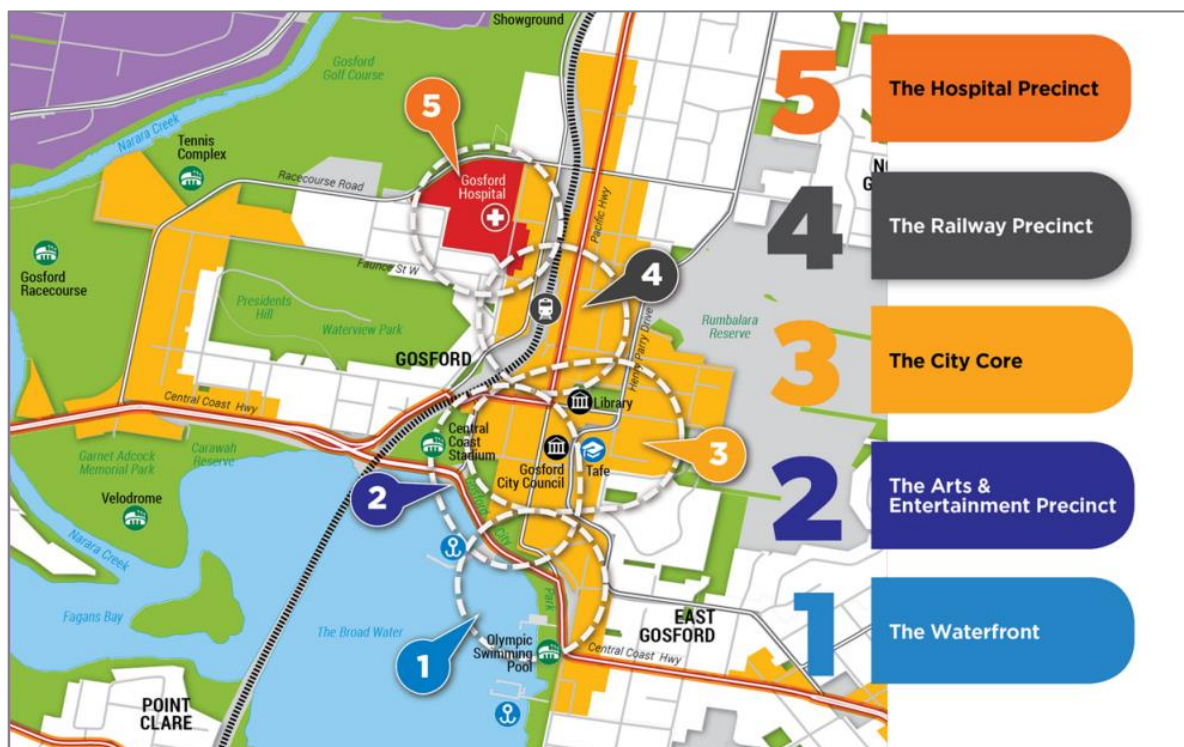 Showground
Gosford
Golf Course
Narara Creek
Tennis
Complex
5
Racecourse Road
Gosford
Hospital
Pacific Hwy
Gosford
Racecourse
Faunce St W
4
Presidents
Hill
Waterview Park
Henry Parry Drive
Rumbalara
Reserve
GOSFORD
Central Coast Hwy
Library
Central
Coast
Stadium
Carawah
Reserve
Garnet Adcock
Memorial Park
Gosford
City Council
Tafe
3
2
Velodrome
City
Park
Narara Creek
Fagans Bay
The Broad Water
1
Olympic
Swimming
Pool
EAST
GOSFORD
Central Coast Hwy
POINT
CLARE
5
The Hospital Precinct
4
The Railway Precinct
3
The City Core
2
The Arts &
Entertainment Precinct
1
The Waterfront